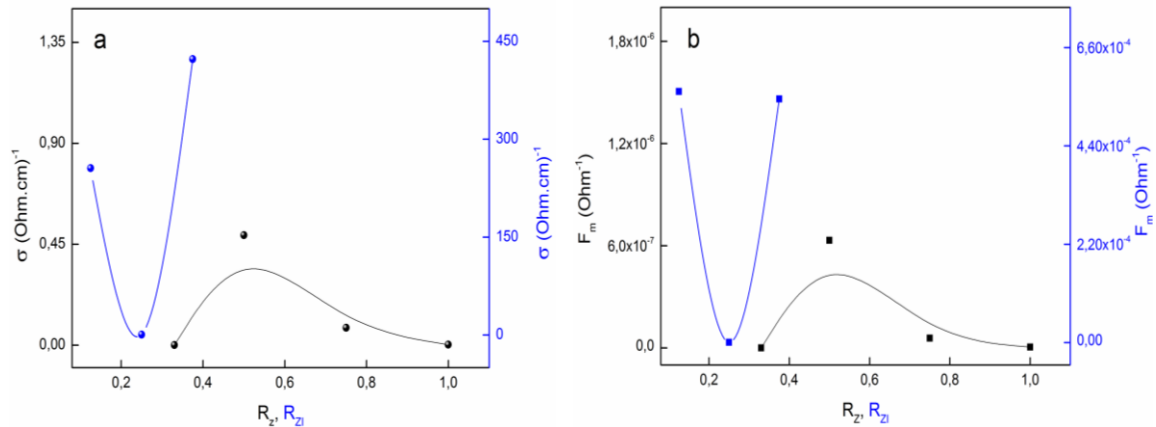 a
1,35
0,90
0,45
0,00
σ (Ohm.cm)⁻¹
450
300
150
0
σ (Ohm.cm)⁻¹
0,2 0,4 0,6 0,8 1,0
R_z, R_ZI
b
1,8x10⁻⁶
1,2x10⁻⁶
6,0x10⁻⁷
0,0
F_m (Ohm⁻¹)
6,60x10⁻⁴
4,40x10⁻⁴
2,20x10⁻⁴
0,00
F_m (Ohm⁻¹)
0,2 0,4 0,6 0,8 1,0
R_Z, R_ZI